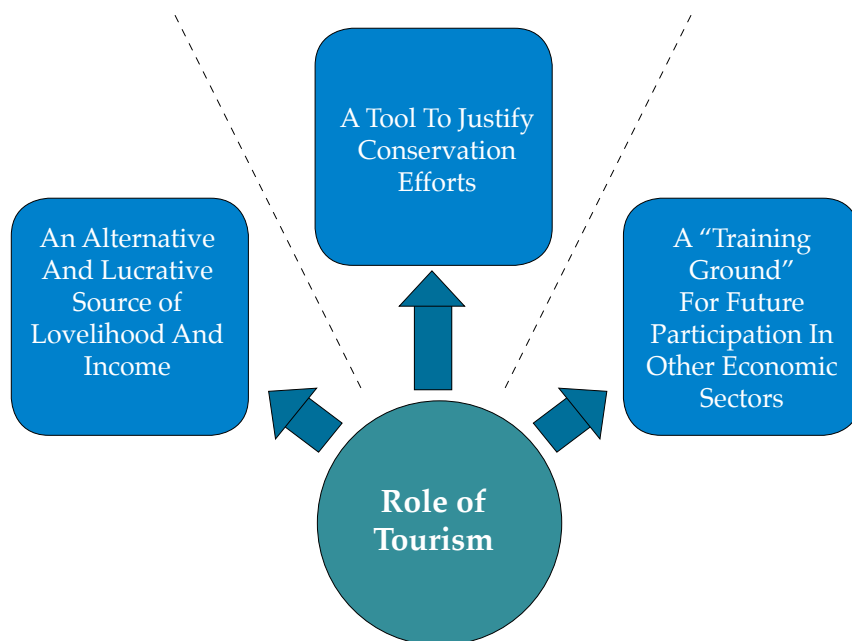 A Tool To Justify
Conservation
Efforts
An Alternative
And Lucrative
Source of
Lovelihood And
Income
A “Training
Ground”
For Future
Participation In
Other Economic
Sectors
Role of
Tourism